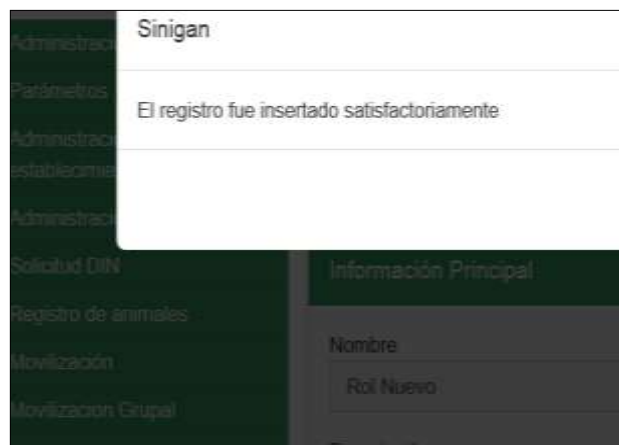 Sinigan
El registro fue insertado satisfactoriamente
Parámetros
Solicitud DIN
Registro de animales
Movilización
Movilizacion Grupal
Información Principal
Nombre
Rol Nuevo